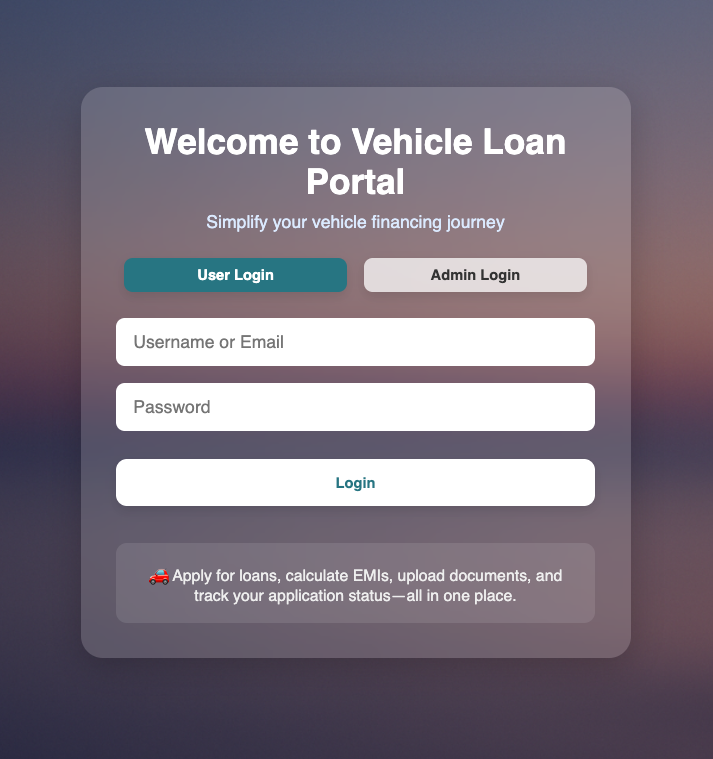 Welcome to Vehicle Loan
Portal
Simplify your vehicle financing journey
User Login
Admin Login
Username or Email
Password
Login
🚗Apply for loans, calculate EMIs, upload documents, and
track your application status—all in one place.